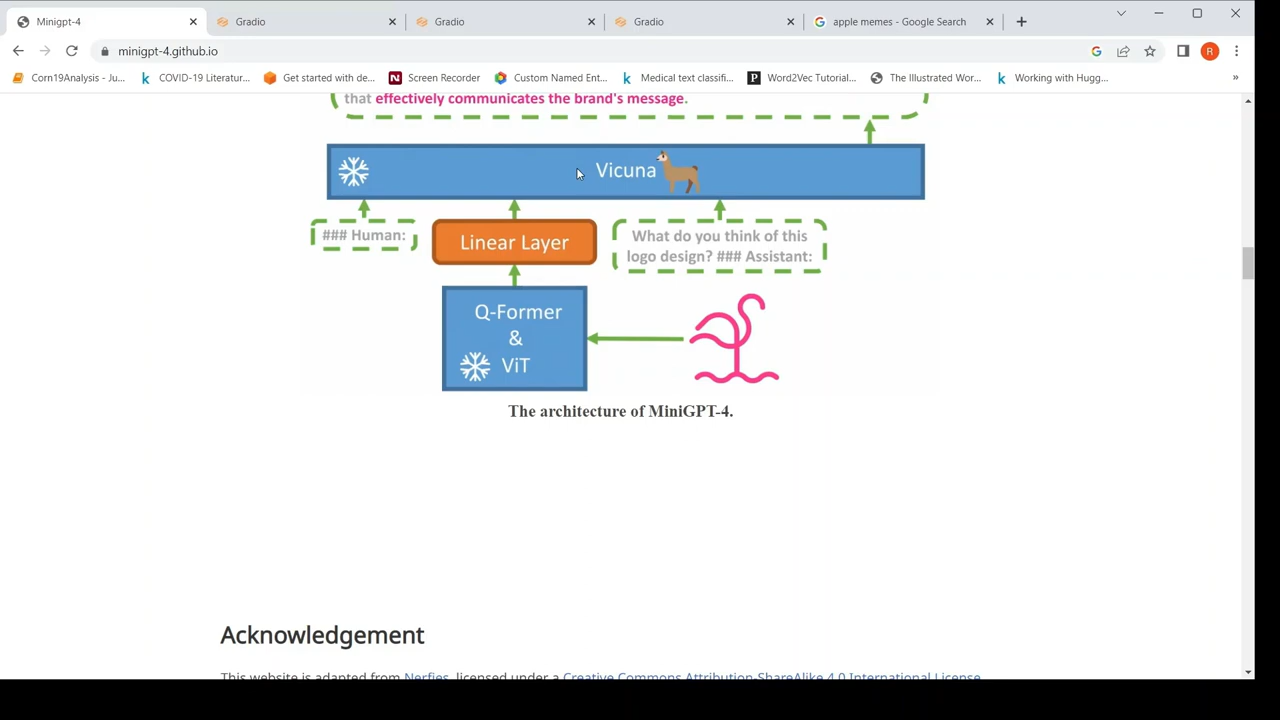 Minigpt-4
Gradio
Gradio
Gradio
apple memes - Google Search
minigpt-4.github.io
R
Corn19Analysis - Ju...
COVID-19 Literatur...
Get started with de...
Screen Recorder
Custom Named Ent...
Medical text classifi...
Word2Vec Tutorial...
The Illustrated Wor...
Working with Hugg...
»
that effectively communicates the brand's message.
Vicuna
### Human:
Linear Layer
What do you think of this
logo design? ### Assistant:
Q-Former
&
ViT
The architecture of MiniGPT-4.
Acknowledgement
This website is adapted from Nerfies, licensed under a Creative Commons Attribution-ShareAlike 4.0 International License